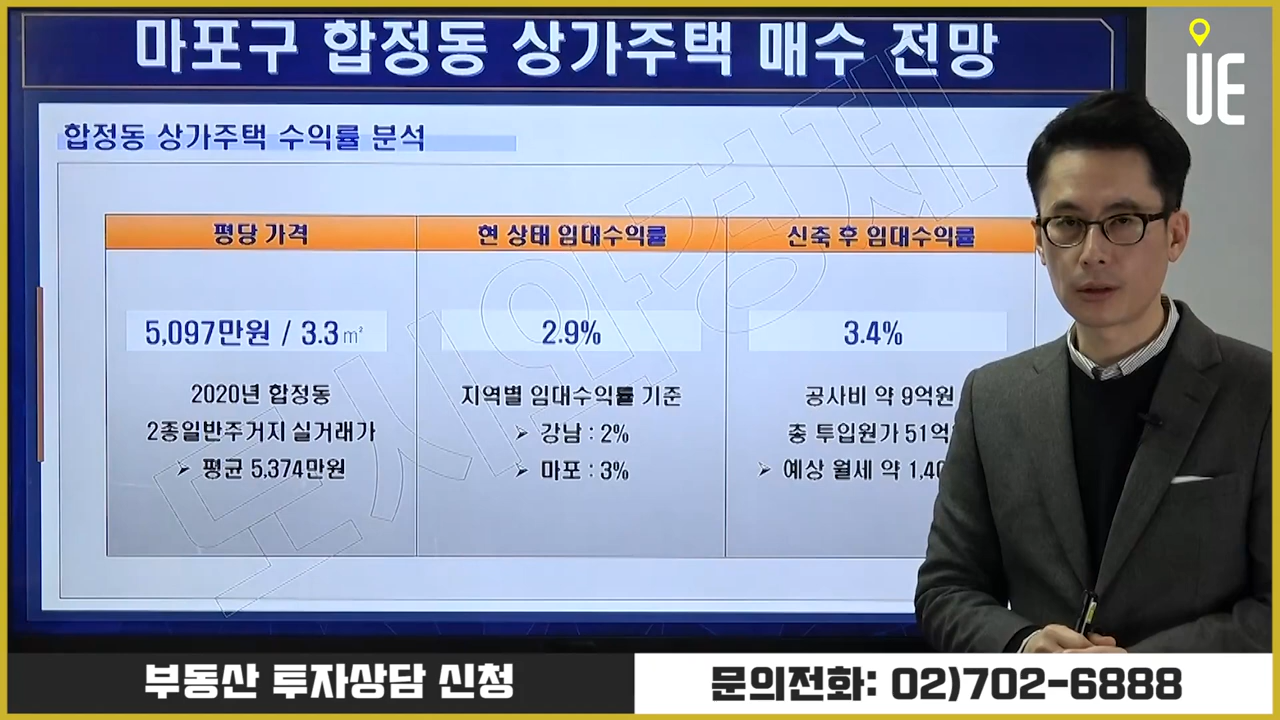 마포구 합정동 상가주택 매수 전망
UE
합정동 상가주택 수익률 분석
평당 가격
현 상태 임대수익률
신축 후 임대수익률
5,097만원 / 3.3㎡
2.9%
3.4%
2020년 합정동
2종일반주거지 실거래가
➢ 평균 5,374만원
지역별 임대수익률 기준
➢ 강남 : 2%
➢ 마포 : 3%
공사비 약 9억원
총 투입원가 51억
➢ 예상 월세 약
도시와경제
부동산 투자상담 신청
문의전화: 02)702-6888